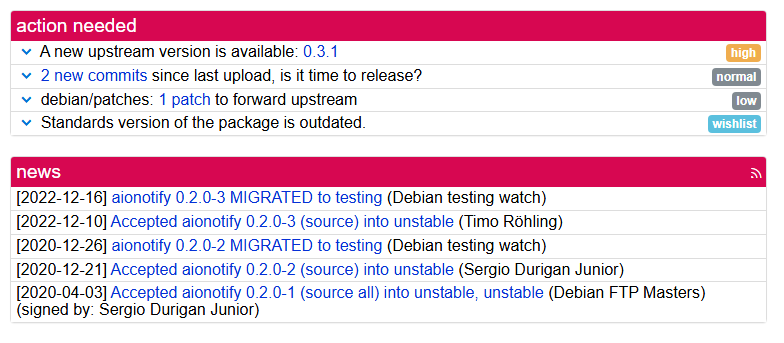 action needed
A new upstream version is available: 0.3.1 high
2 new commits since last upload, is it time to release? normal
debian/patches: 1 patch to forward upstream low
Standards version of the package is outdated. wishlist
news
[2022-12-16] aionotify 0.2.0-3 MIGRATED to testing (Debian testing watch)
[2022-12-10] Accepted aionotify 0.2.0-3 (source) into unstable (Timo Röhling)
[2020-12-26] aionotify 0.2.0-2 MIGRATED to testing (Debian testing watch)
[2020-12-21] Accepted aionotify 0.2.0-2 (source) into unstable (Sergio Durigan Junior)
[2020-04-03] Accepted aionotify 0.2.0-1 (source all) into unstable, unstable (Debian FTP Masters)
(signed by: Sergio Durigan Junior)